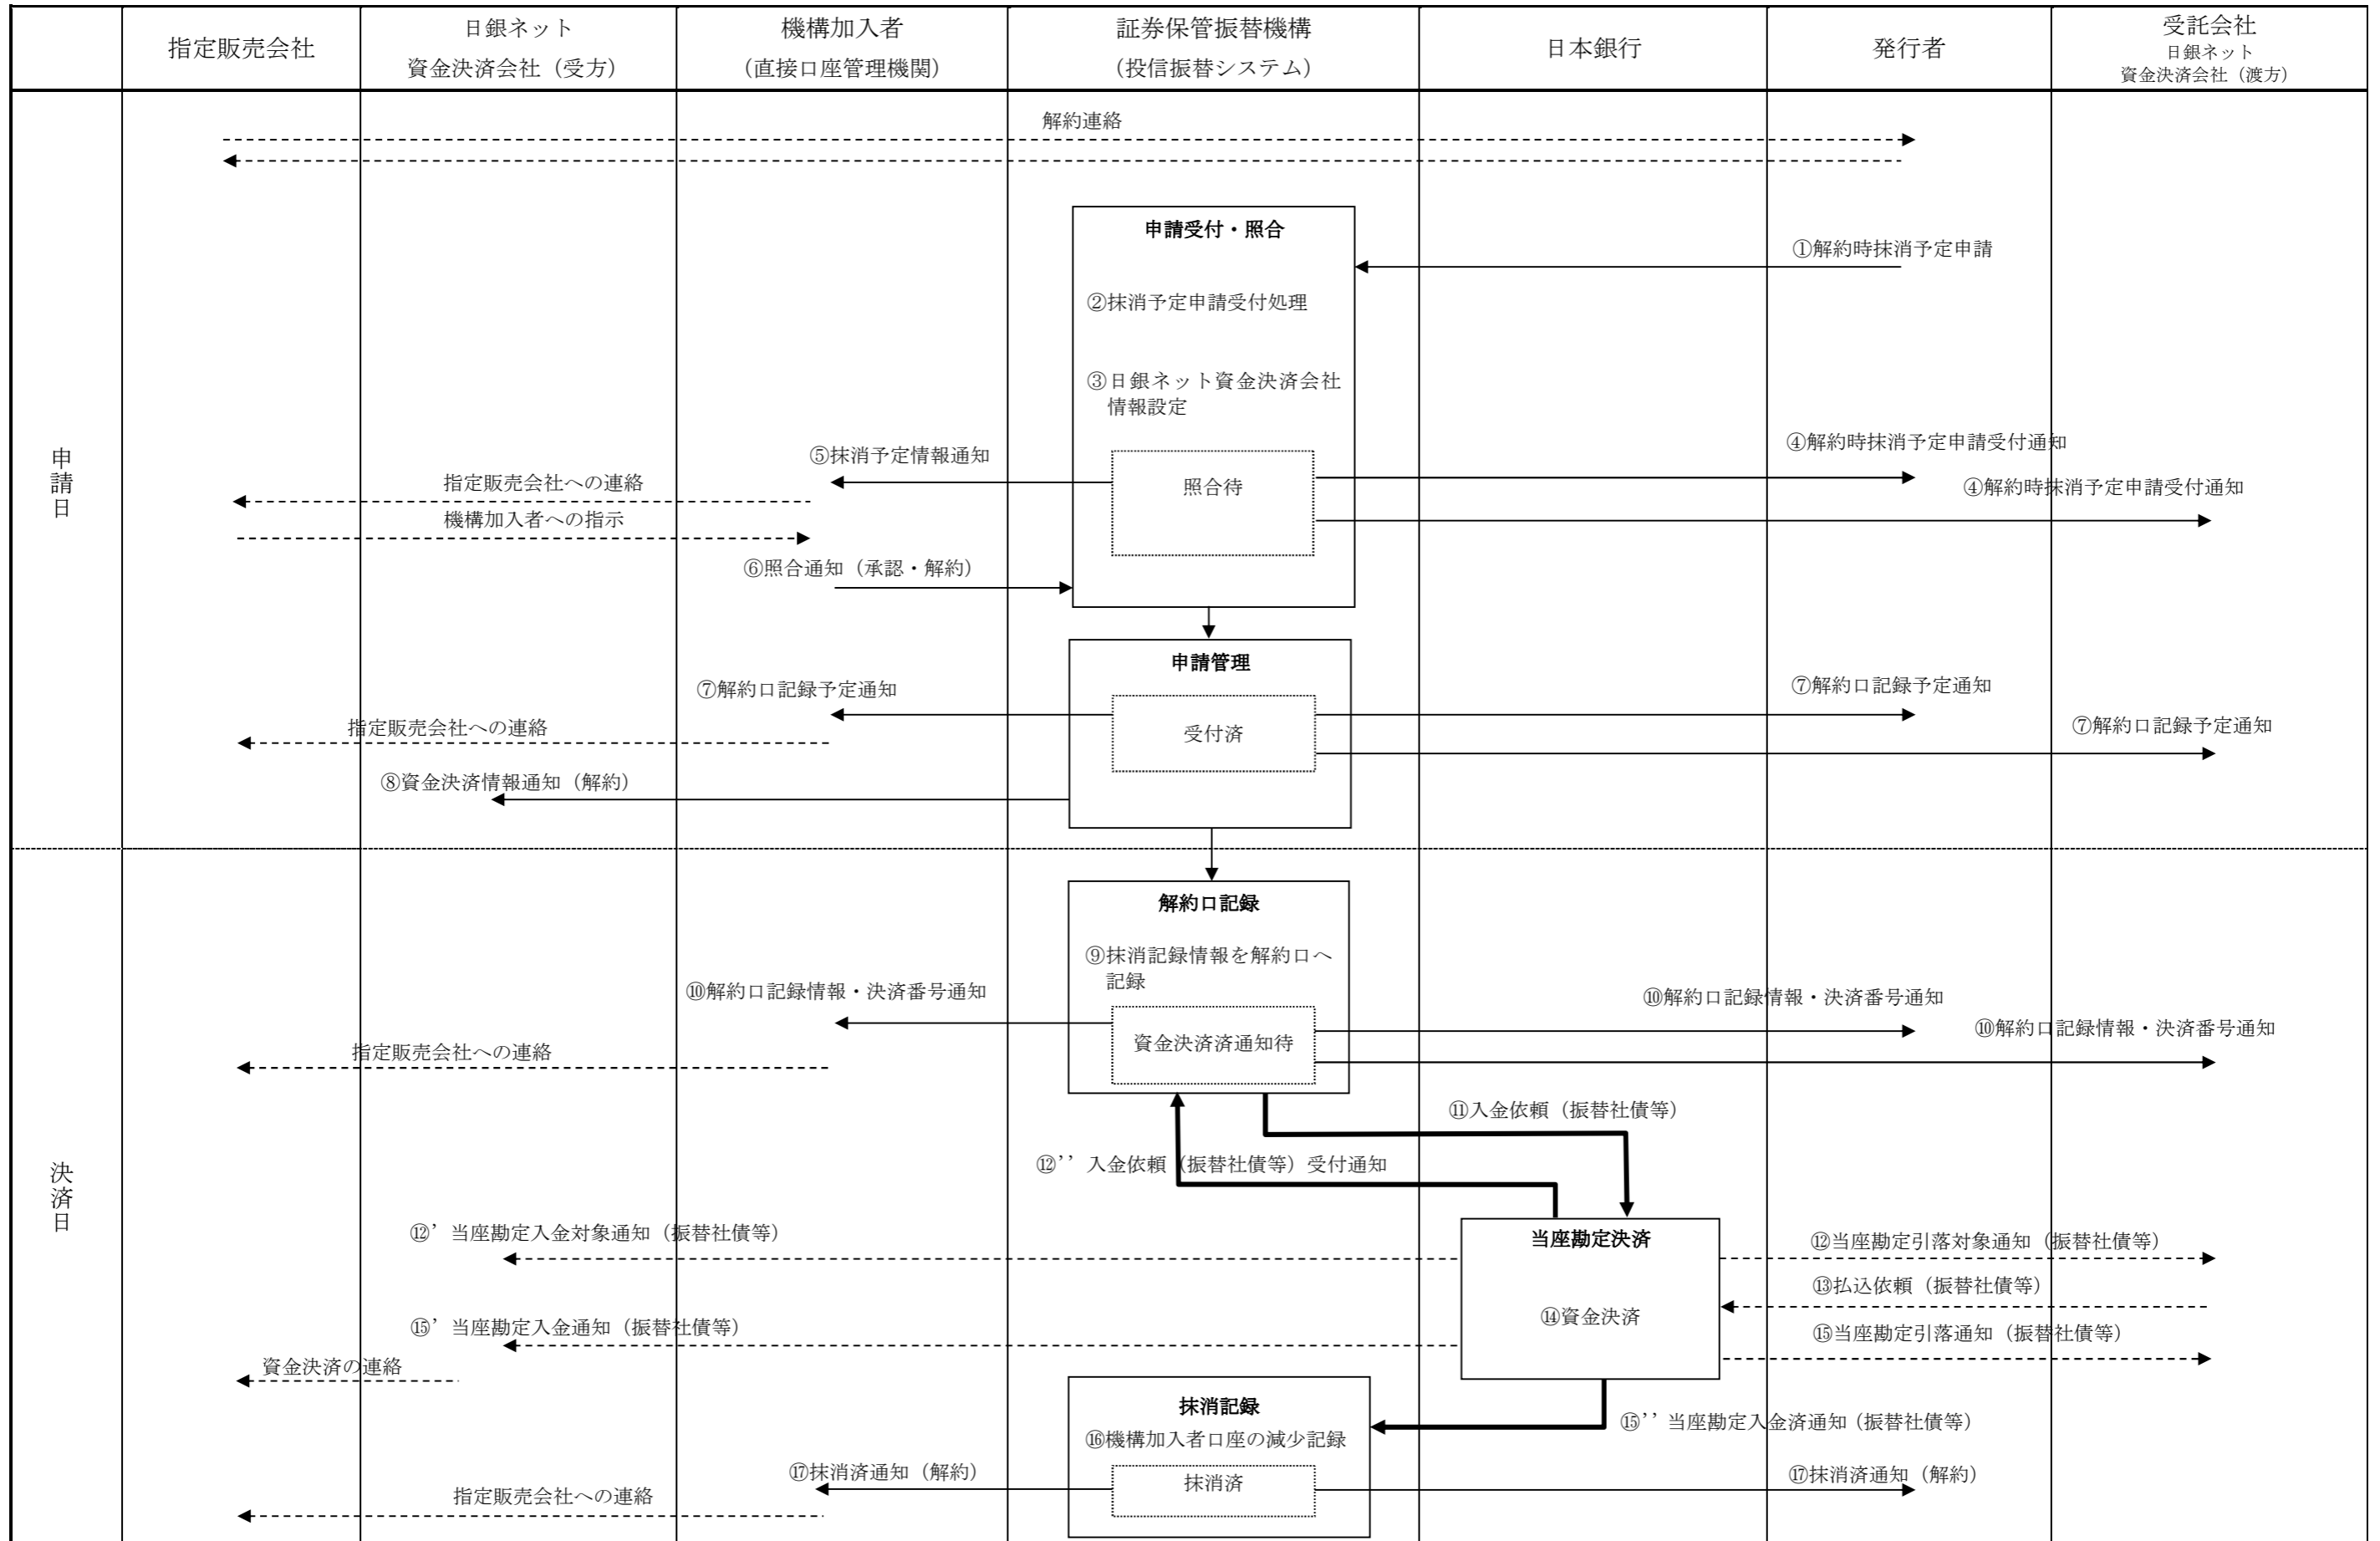 指定販売会社
日銀ネット
資金決済会社（受方）
機構加入者
（直接口座管理機関）
証券保管振替機構
（投信振替システム）
日本銀行
発行者
受託会社
日銀ネット
資金決済会社（渡方）
申請日
解約連絡
申請受付・照合
①解約時抹消予定申請
②抹消予定申請受付処理
③日銀ネット資金決済会社
情報設定
④解約時抹消予定申請受付通知
⑤抹消予定情報通知
照合待
指定販売会社への連絡
④解約時抹消予定申請受付通知
機構加入者への指示
⑥照合通知（承認・解約）
申請管理
⑦解約口記録予定通知
⑦解約口記録予定通知
指定販売会社への連絡
受付済
⑦解約口記録予定通知
⑧資金決済情報通知（解約）
決済日
解約口記録
⑨抹消記録情報を解約口へ
記録
⑩解約口記録情報・決済番号通知
⑩解約口記録情報・決済番号通知
⑩解約口記録情報・決済番号通知
資金決済済通知待
指定販売会社への連絡
⑪入金依頼（振替社債等）
⑫’’入金依頼（振替社債等）受付通知
⑫’当座勘定入金対象通知（振替社債等）
当座勘定決済
⑫当座勘定引落対象通知（振替社債等）
⑬払込依頼（振替社債等）
⑭資金決済
⑮’当座勘定入金通知（振替社債等）
⑮当座勘定引落通知（振替社債等）
資金決済の連絡
抹消記録
⑮’’当座勘定入金済通知（振替社債等）
⑯機構加入者口座の減少記録
⑰抹消済通知（解約）
抹消済
⑰抹消済通知（解約）
指定販売会社への連絡